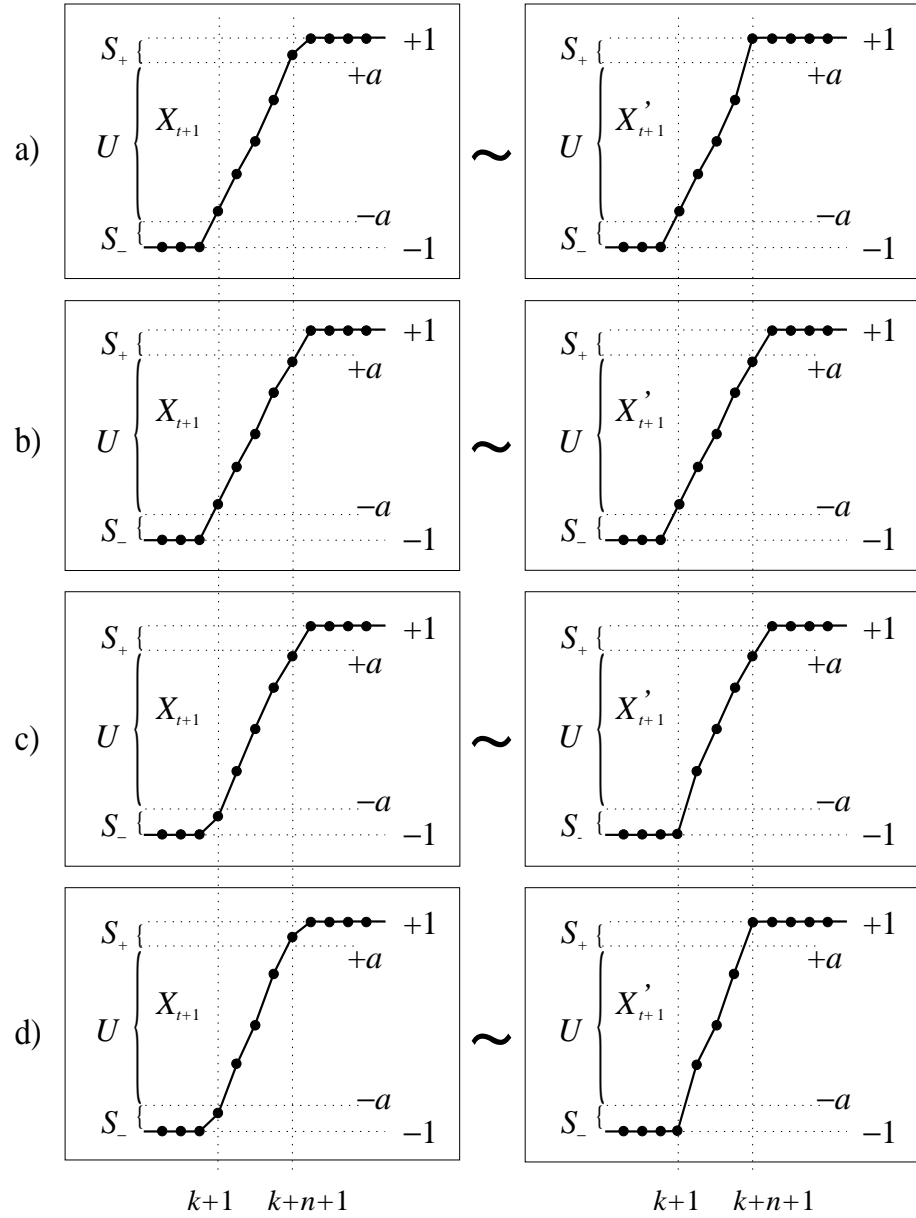 a)
S₊ U S₋ X_{t+1} +1 +a −a −1
~
S₊ U S₋ X'_{t+1} +1 +a −a −1
b)
S₊ U S₋ X_{t+1} +1 +a −a −1
~
S₊ U S₋ X'_{t+1} +1 +a −a −1
c)
S₊ U S₋ X_{t+1} +1 +a −a −1
~
S₊ U S₋ X'_{t+1} +1 +a −a −1
d)
S₊ U S₋ X_{t+1} +1 +a −a −1
~
S₊ U S₋ X'_{t+1} +1 +a −a −1
k+1 k+n+1 k+1 k+n+1